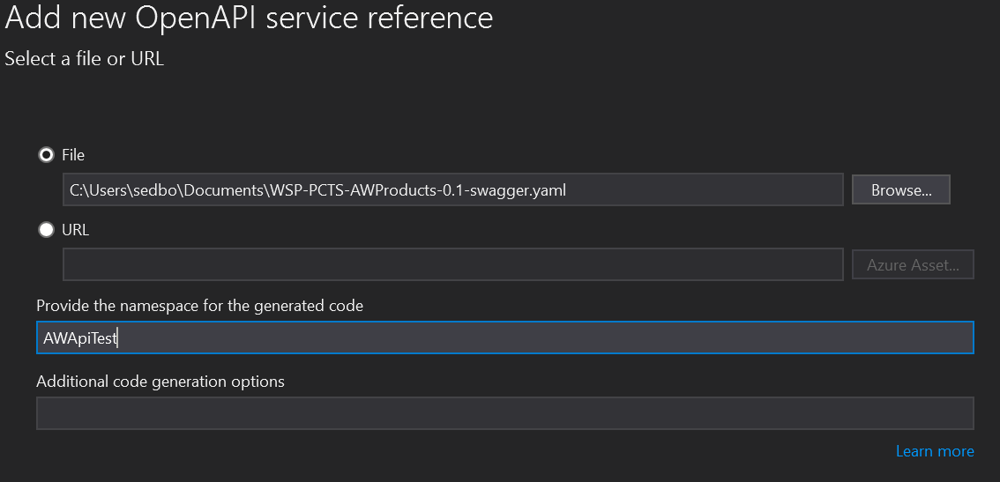 Add new OpenAPI service reference
Select a file or URL
File
C:\Users\sedbo\Documents\WSP-PCTS-AWProducts-0.1-swagger.yaml
Browse...
URL
Azure Asset...
Provide the namespace for the generated code
AWApiTest
Additional code generation options
Learn more